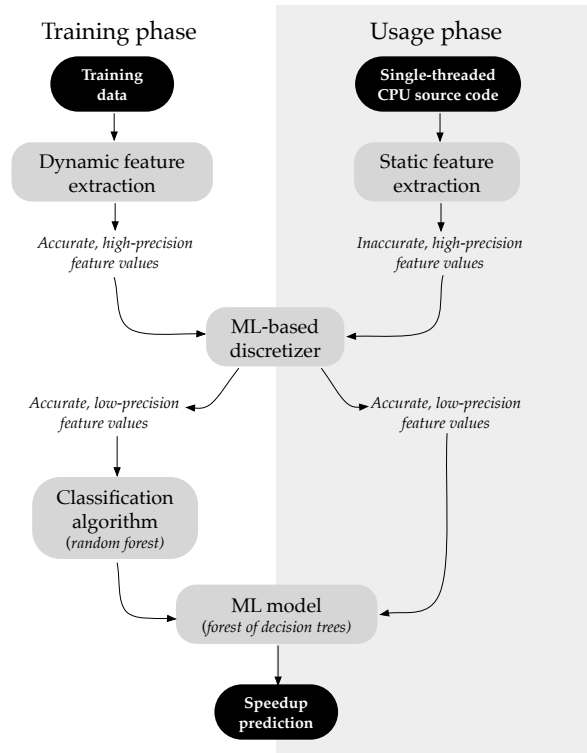 Training phase
Usage phase
Training
data
Single-threaded
CPU source code
Dynamic feature
extraction
Static feature
extraction
Accurate, high-precision
feature values
Inaccurate, high-precision
feature values
ML-based
discretizer
Accurate, low-precision
feature values
Accurate, low-precision
feature values
Classification
algorithm
(random forest)
ML model
(forest of decision trees)
Speedup
prediction